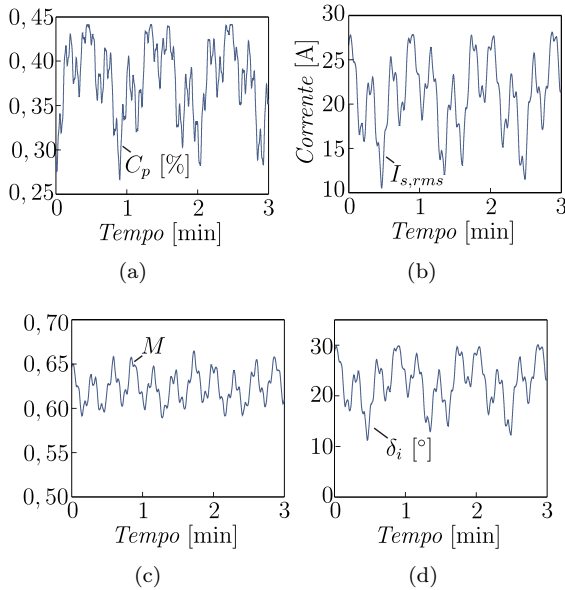 0,45
0,40
0,35
0,30
0,25
C_p [%]
0 1 2 3
Tempo [min]
(a)
Corrente [A]
30
25
20
15
10
I_{s,rms}
0 1 2 3
Tempo [min]
(b)
0,70
0,65
0,60
0,55
0,50
M
0 1 2 3
Tempo [min]
(c)
30
20
10
0
δ_i [°]
0 1 2 3
Tempo [min]
(d)